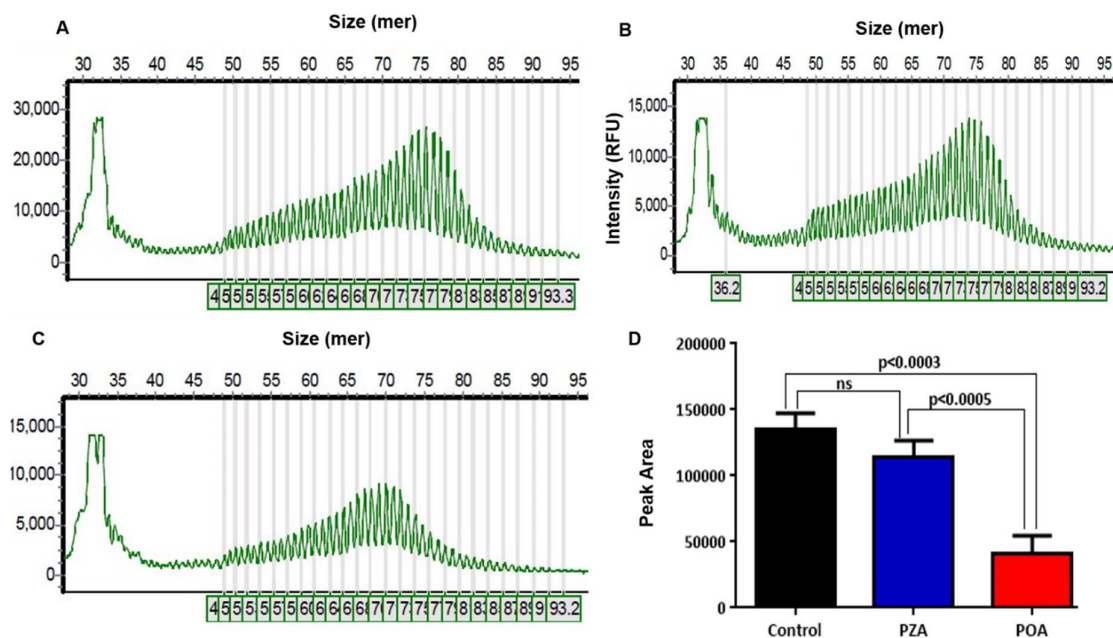 A
Size (mer)
30 35 40 45 50 55 60 65 70 75 80 85 90 95
30,000
20,000
10,000
0
93.3
B
Size (mer)
30 35 40 45 50 55 60 65 70 75 80 85 90 95
Intensity (RFU)
15,000
10,000
5,000
0
36.2
93.2
C
Size (mer)
30 35 40 45 50 55 60 65 70 75 80 85 90 95
15,000
10,000
5,000
0
93.2
D
Peak Area
200000
150000
100000
50000
0
p<0.0003
ns
p<0.0005
Control PZA POA